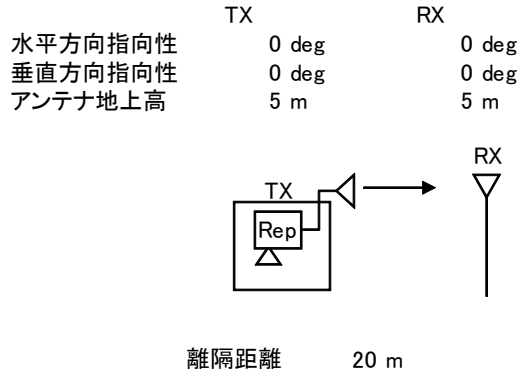 TX RX
水平方向指向性 0 deg 0 deg
垂直方向指向性 0 deg 0 deg
アンテナ地上高 5 m 5 m
RX
TX
Rep
離隔距離 20 m